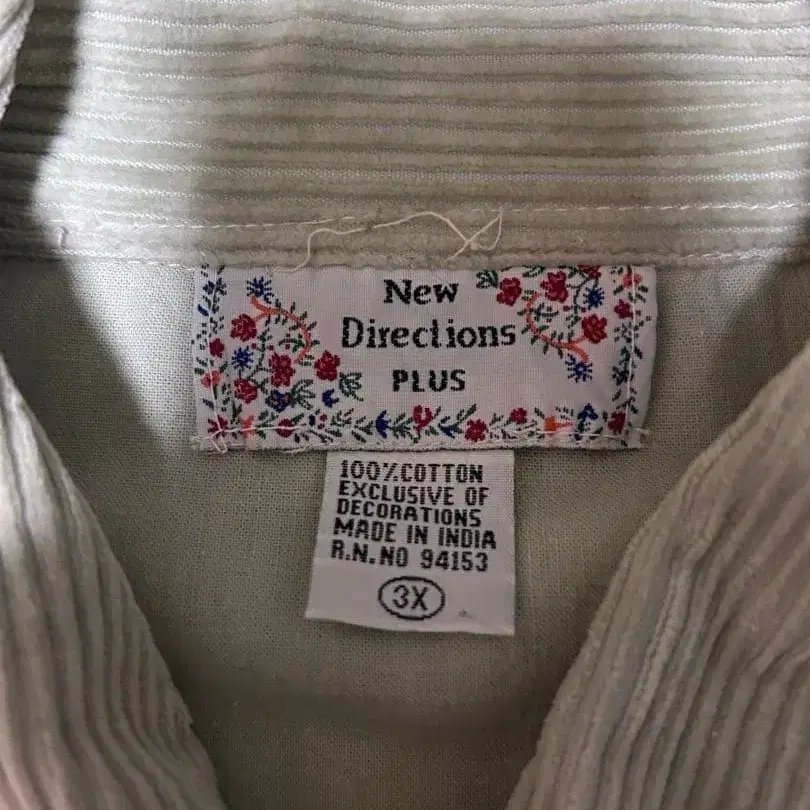 New
Directions
PLUS
100%COTTON
EXCLUSIVE OF
DECORATIONS
MADE IN INDIA
R.N.NO 94153
3X